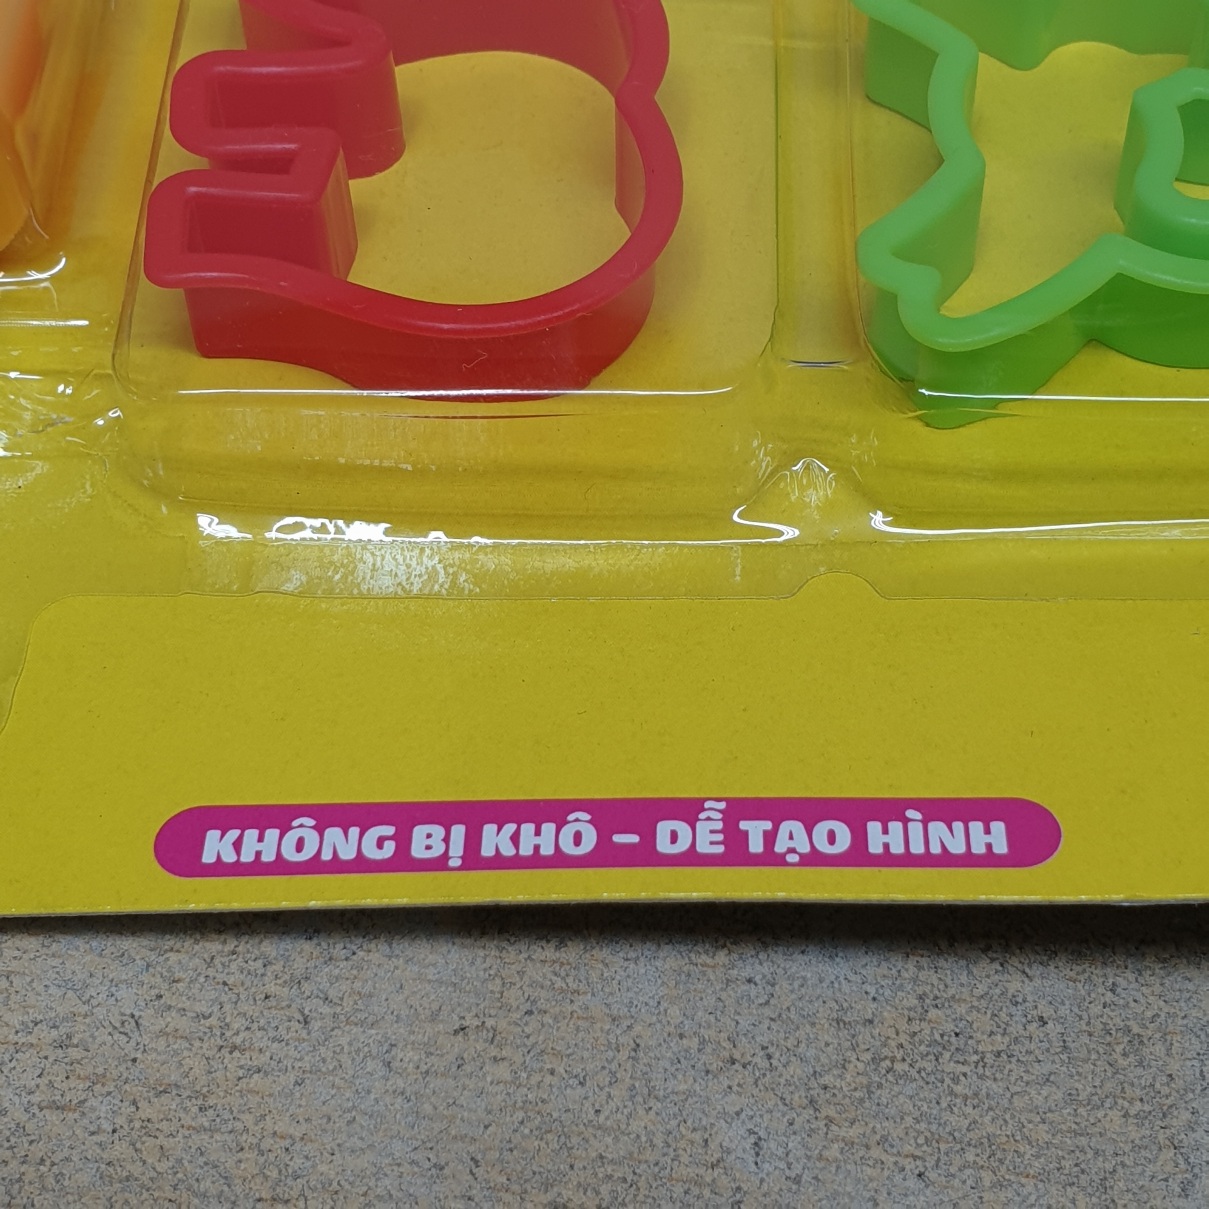 KHÔNG BỊ KHÔ – DỄ TẠO HÌNH